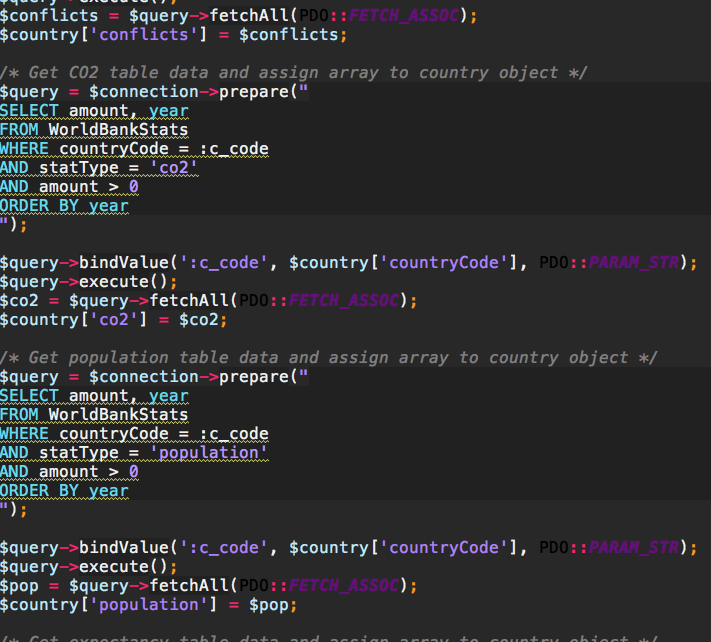 $query->execute();
$conflicts = $query->fetchAll(PDO::FETCH_ASSOC);
$country['conflicts'] = $conflicts;
/* Get CO2 table data and assign array to country object */
$query = $connection->prepare("
SELECT amount, year
FROM WorldBankStats
WHERE countryCode = :c_code
AND statType = 'co2'
AND amount > 0
ORDER BY year
");
$query->bindValue(':c_code', $country['countryCode'], PDO::PARAM_STR);
$query->execute();
$co2 = $query->fetchAll(PDO::FETCH_ASSOC);
$country['co2'] = $co2;
/* Get population table data and assign array to country object */
$query = $connection->prepare("
SELECT amount, year
FROM WorldBankStats
WHERE countryCode = :c_code
AND statType = 'population'
AND amount > 0
ORDER BY year
");
$query->bindValue(':c_code', $country['countryCode'], PDO::PARAM_STR);
$query->execute();
$pop = $query->fetchAll(PDO::FETCH_ASSOC);
$country['population'] = $pop;
/* Get expectancy table data and assign array to country object */